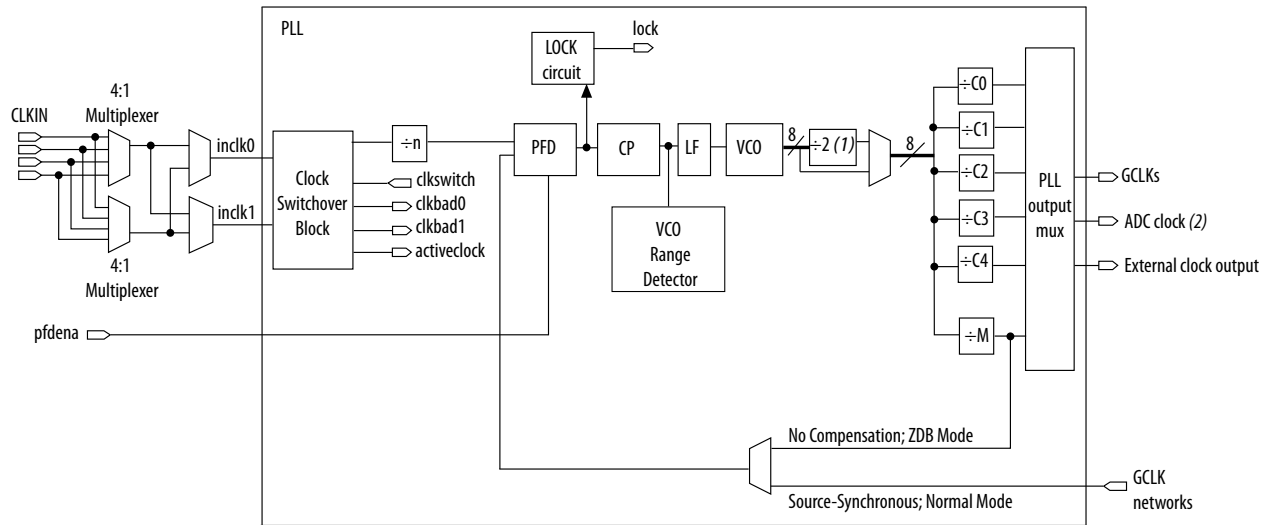 PLL
lock
LOCK
circuit
4:1
Multiplexer
CLKIN
inclk0
÷n
PFD
CP
LF
VCO
8
÷2 (1)
8
÷C0
÷C1
÷C2
÷C3
÷C4
÷M
PLL
output
mux
GCLKs
ADC clock (2)
External clock output
Clock
Switchover
Block
clkswitch
clkbad0
clkbad1
activeclock
inclk1
VCO
Range
Detector
4:1
Multiplexer
pfdena
No Compensation; ZDB Mode
Source-Synchronous; Normal Mode
GCLK
networks